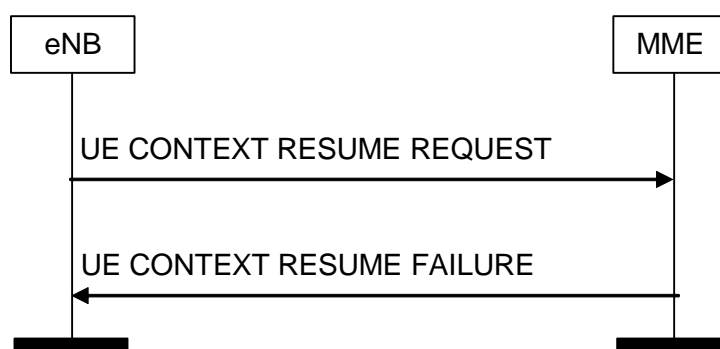 eNB
MME
UE CONTEXT RESUME REQUEST
UE CONTEXT RESUME FAILURE